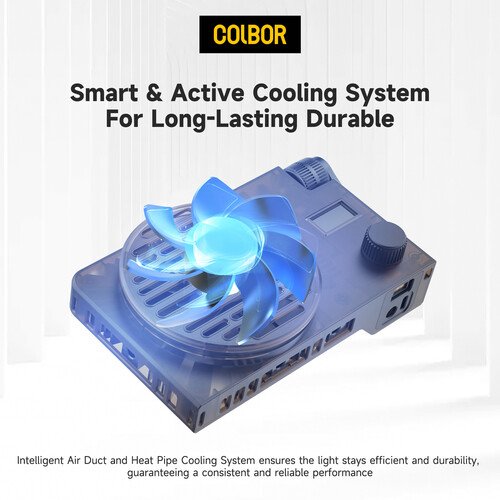 COLBOR
Smart & Active Cooling System
For Long-Lasting Durable
Intelligent Air Duct and Heat Pipe Cooling System ensures the light stays efficient and durability,
guaranteeing a consistent and reliable performance